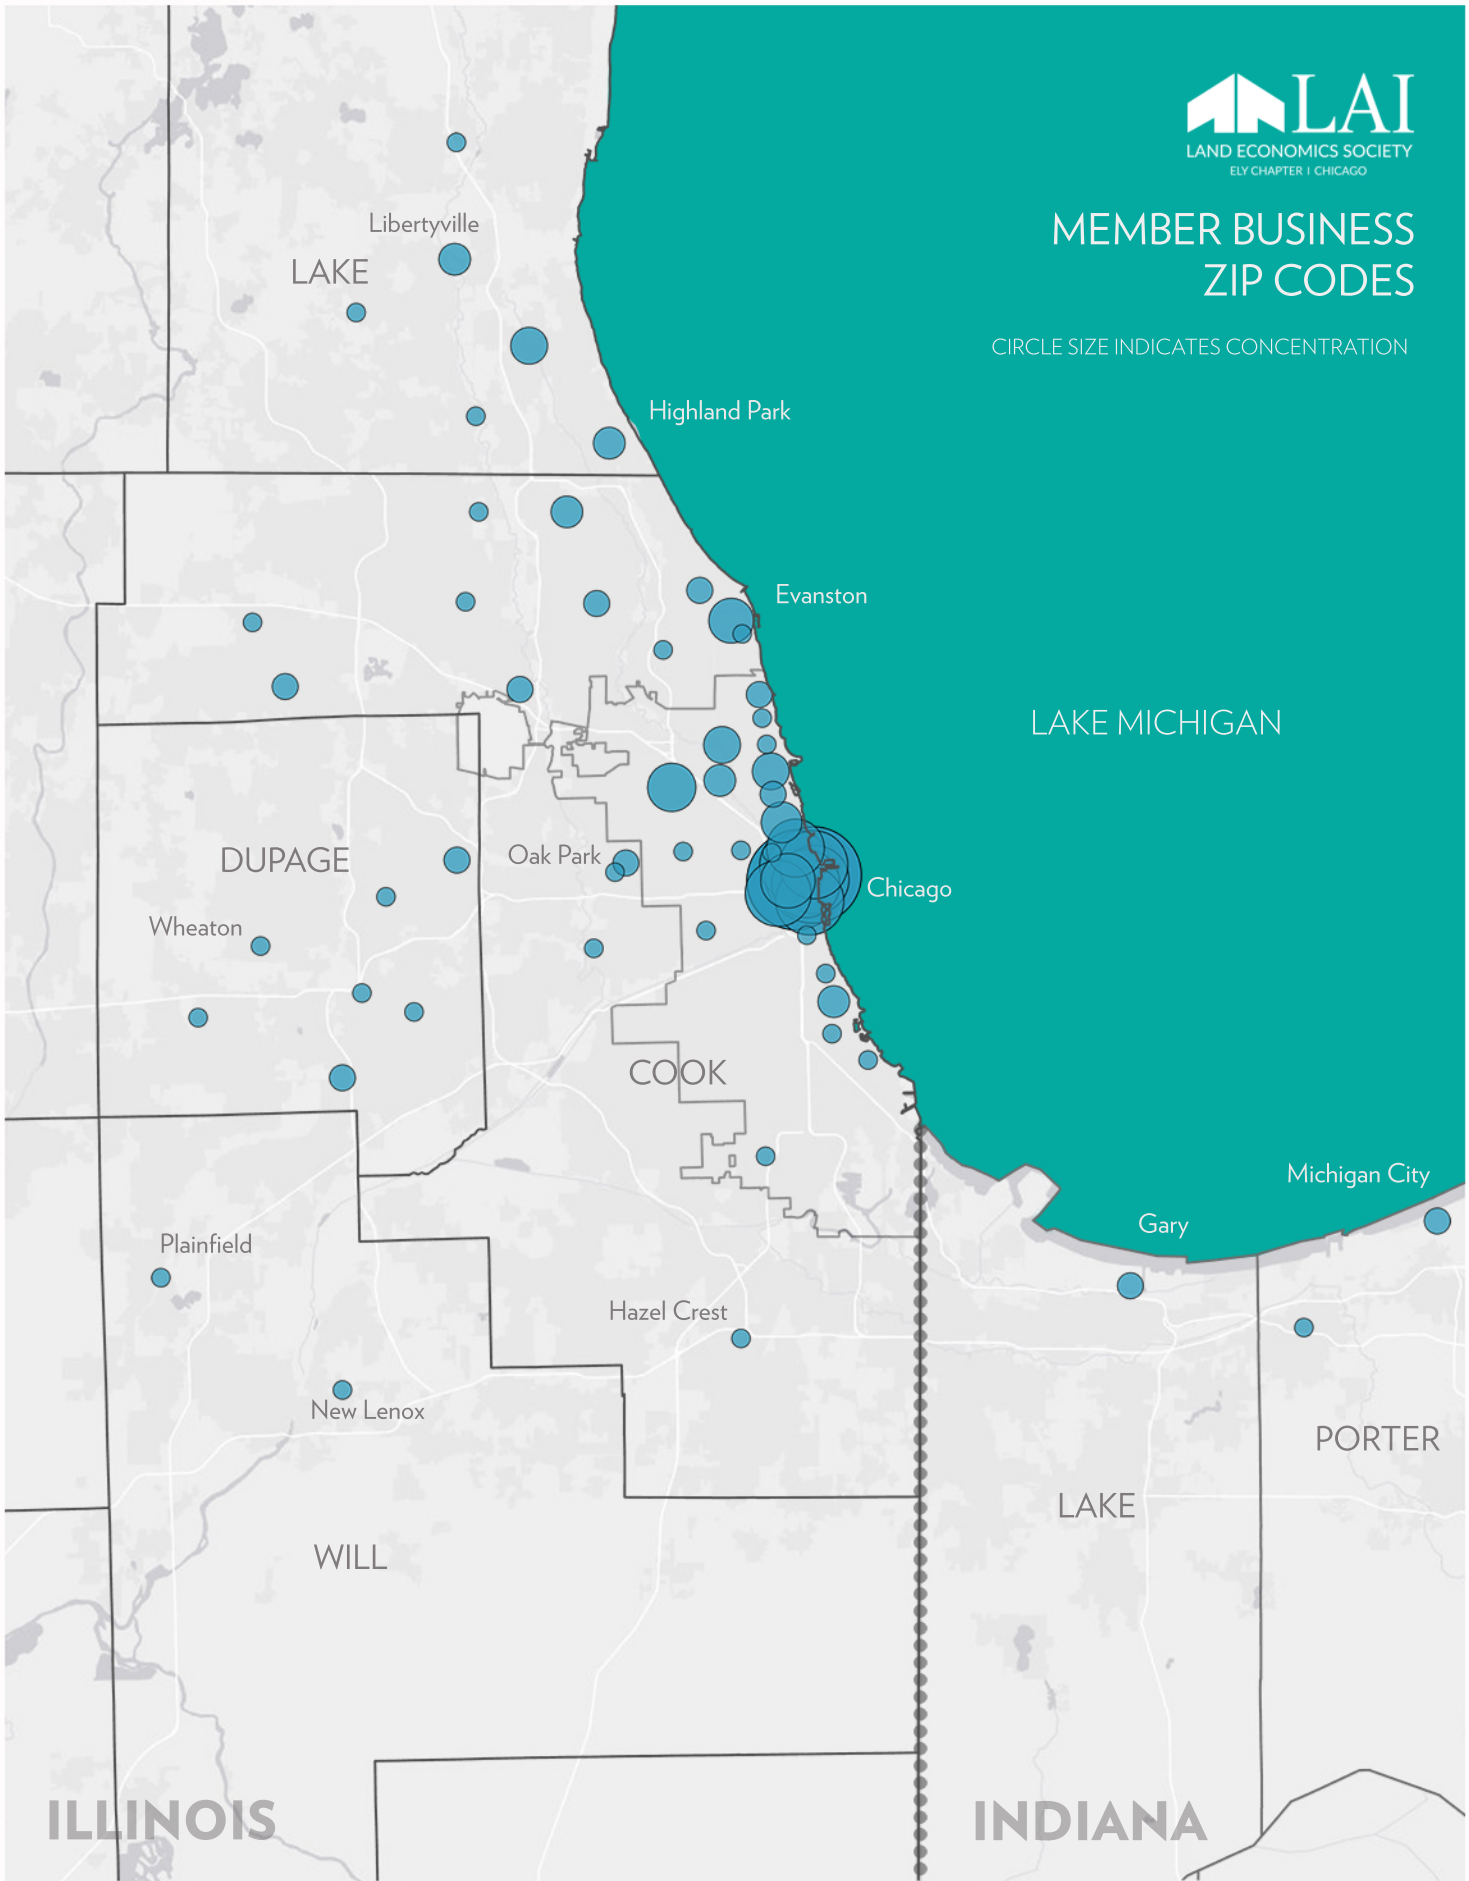 LAI
LAND ECONOMICS SOCIETY
ELY CHAPTER | CHICAGO
MEMBER BUSINESS
ZIP CODES
CIRCLE SIZE INDICATES CONCENTRATION
Libertyville
LAKE
Highland Park
Evanston
LAKE MICHIGAN
DUPAGE
Oak Park
Chicago
Wheaton
COOK
Michigan City
Gary
Plainfield
Hazel Crest
New Lenox
PORTER
LAKE
WILL
ILLINOIS
INDIANA